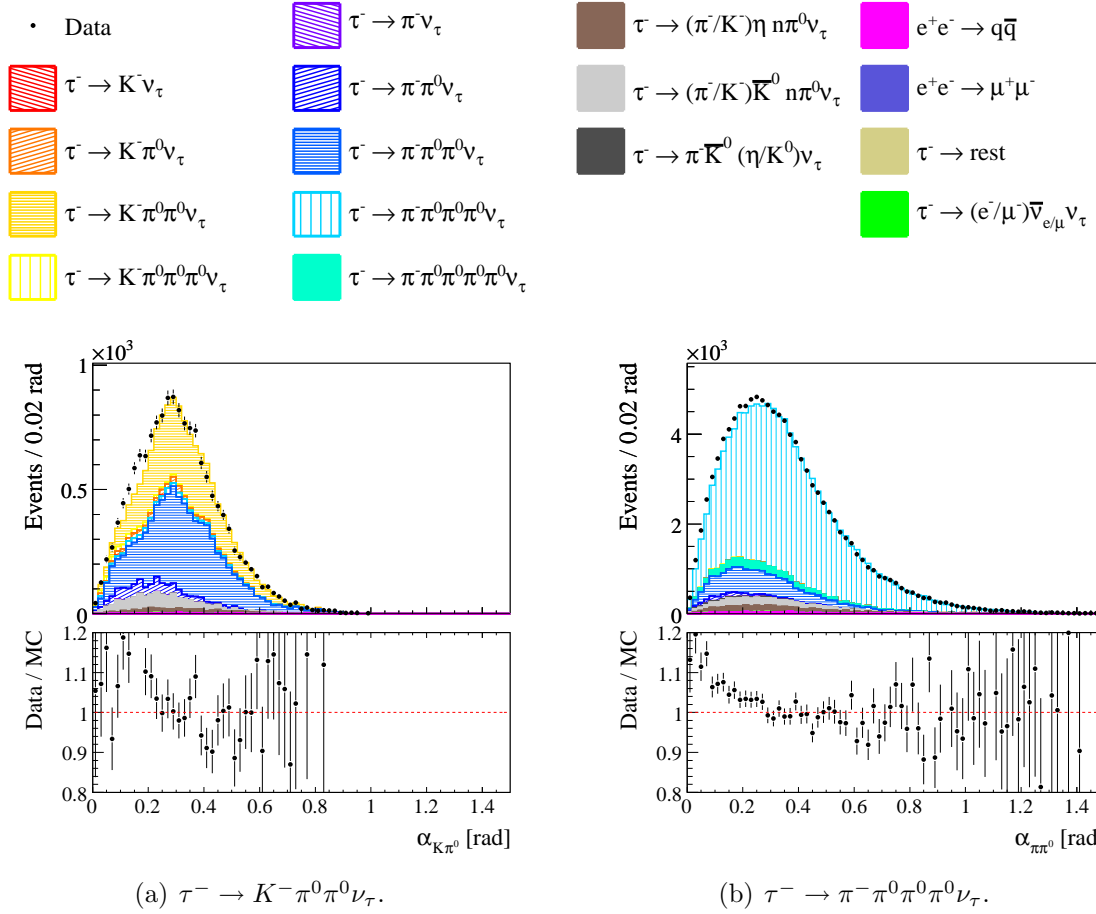 Data
τ⁻ → K⁻ν_τ
τ⁻ → K⁻π⁰ν_τ
τ⁻ → K⁻π⁰π⁰ν_τ
τ⁻ → K⁻π⁰π⁰π⁰ν_τ
τ⁻ → π⁻ν_τ
τ⁻ → π⁻π⁰ν_τ
τ⁻ → π⁻π⁰π⁰ν_τ
τ⁻ → π⁻π⁰π⁰π⁰ν_τ
τ⁻ → π⁻π⁰π⁰π⁰π⁰ν_τ
τ⁻ → (π⁻/K⁻)η nπ⁰ν_τ
τ⁻ → (π⁻/K⁻)K̅⁰ nπ⁰ν_τ
τ⁻ → π⁻K̅⁰ (η/K⁰)ν_τ
e⁺e⁻ → qq̅
e⁺e⁻ → μ⁺μ⁻
τ⁻ → rest
τ⁻ → (e⁻/μ⁻)ν̅_{e/μ} ν_τ
×10³
Events / 0.02 rad
1
0.5
0
Data / MC
1.2
1.1
1
0.9
0.8
0 0.2 0.4 0.6 0.8 1 1.2 1.4
α_{Kπ⁰} [rad]
(a) τ⁻ → K⁻π⁰π⁰ν_τ.
×10³
Events / 0.02 rad
4
2
0
Data / MC
1.2
1.1
1
0.9
0.8
0 0.2 0.4 0.6 0.8 1 1.2 1.4
α_{ππ⁰} [rad]
(b) τ⁻ → π⁻π⁰π⁰π⁰ν_τ.